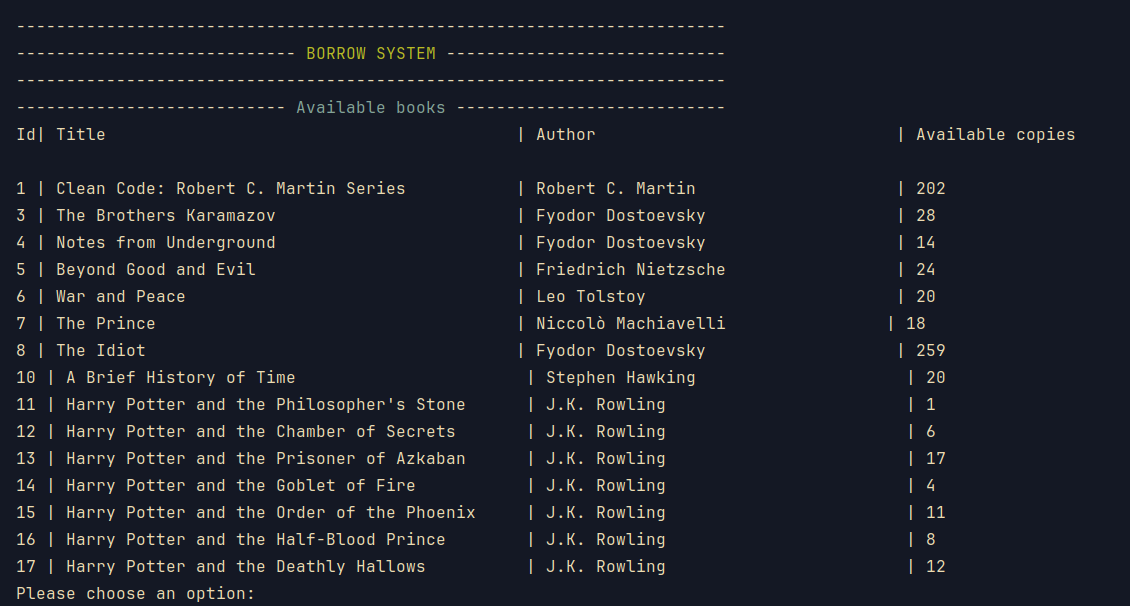 -----------------------------------------------------------------------
---------------------------- BORROW SYSTEM ----------------------------
-----------------------------------------------------------------------
--------------------------- Available books ---------------------------
Id| Title                                         | Author                              | Available copies
1 | Clean Code: Robert C. Martin Series           | Robert C. Martin                    | 202
3 | The Brothers Karamazov                        | Fyodor Dostoevsky                   | 28
4 | Notes from Underground                        | Fyodor Dostoevsky                   | 14
5 | Beyond Good and Evil                          | Friedrich Nietzsche                 | 24
6 | War and Peace                                 | Leo Tolstoy                         | 20
7 | The Prince                                    | Niccolò Machiavelli                | 18
8 | The Idiot                                     | Fyodor Dostoevsky                   | 259
10 | A Brief History of Time                       | Stephen Hawking                     | 20
11 | Harry Potter and the Philosopher's Stone      | J.K. Rowling                        | 1
12 | Harry Potter and the Chamber of Secrets       | J.K. Rowling                        | 6
13 | Harry Potter and the Prisoner of Azkaban      | J.K. Rowling                        | 17
14 | Harry Potter and the Goblet of Fire           | J.K. Rowling                        | 4
15 | Harry Potter and the Order of the Phoenix     | J.K. Rowling                        | 11
16 | Harry Potter and the Half-Blood Prince        | J.K. Rowling                        | 8
17 | Harry Potter and the Deathly Hallows          | J.K. Rowling                        | 12
Please choose an option: